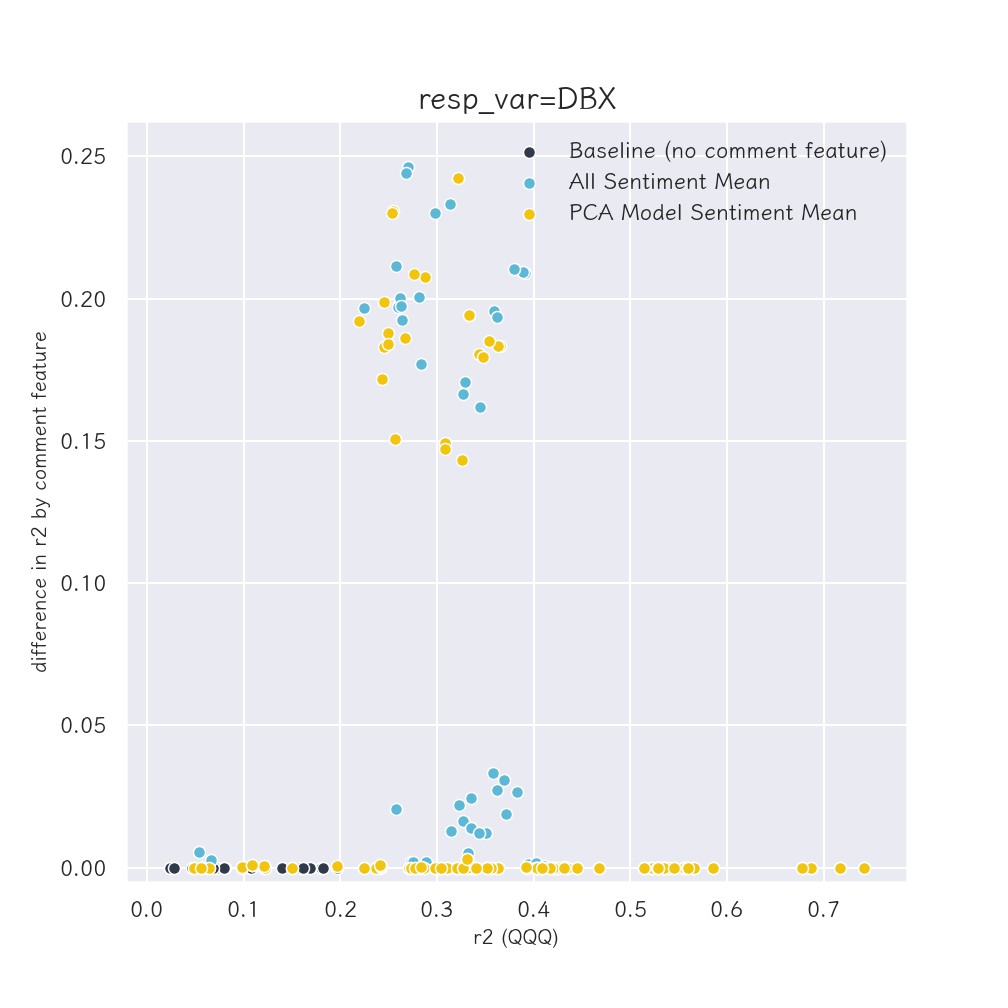 resp_var=DBX
Baseline (no comment feature)
All Sentiment Mean
PCA Model Sentiment Mean
difference in r2 by comment feature
0.25
0.20
0.15
0.10
0.05
0.00
0.0 0.1 0.2 0.3 0.4 0.5 0.6 0.7
r2 (QQQ)